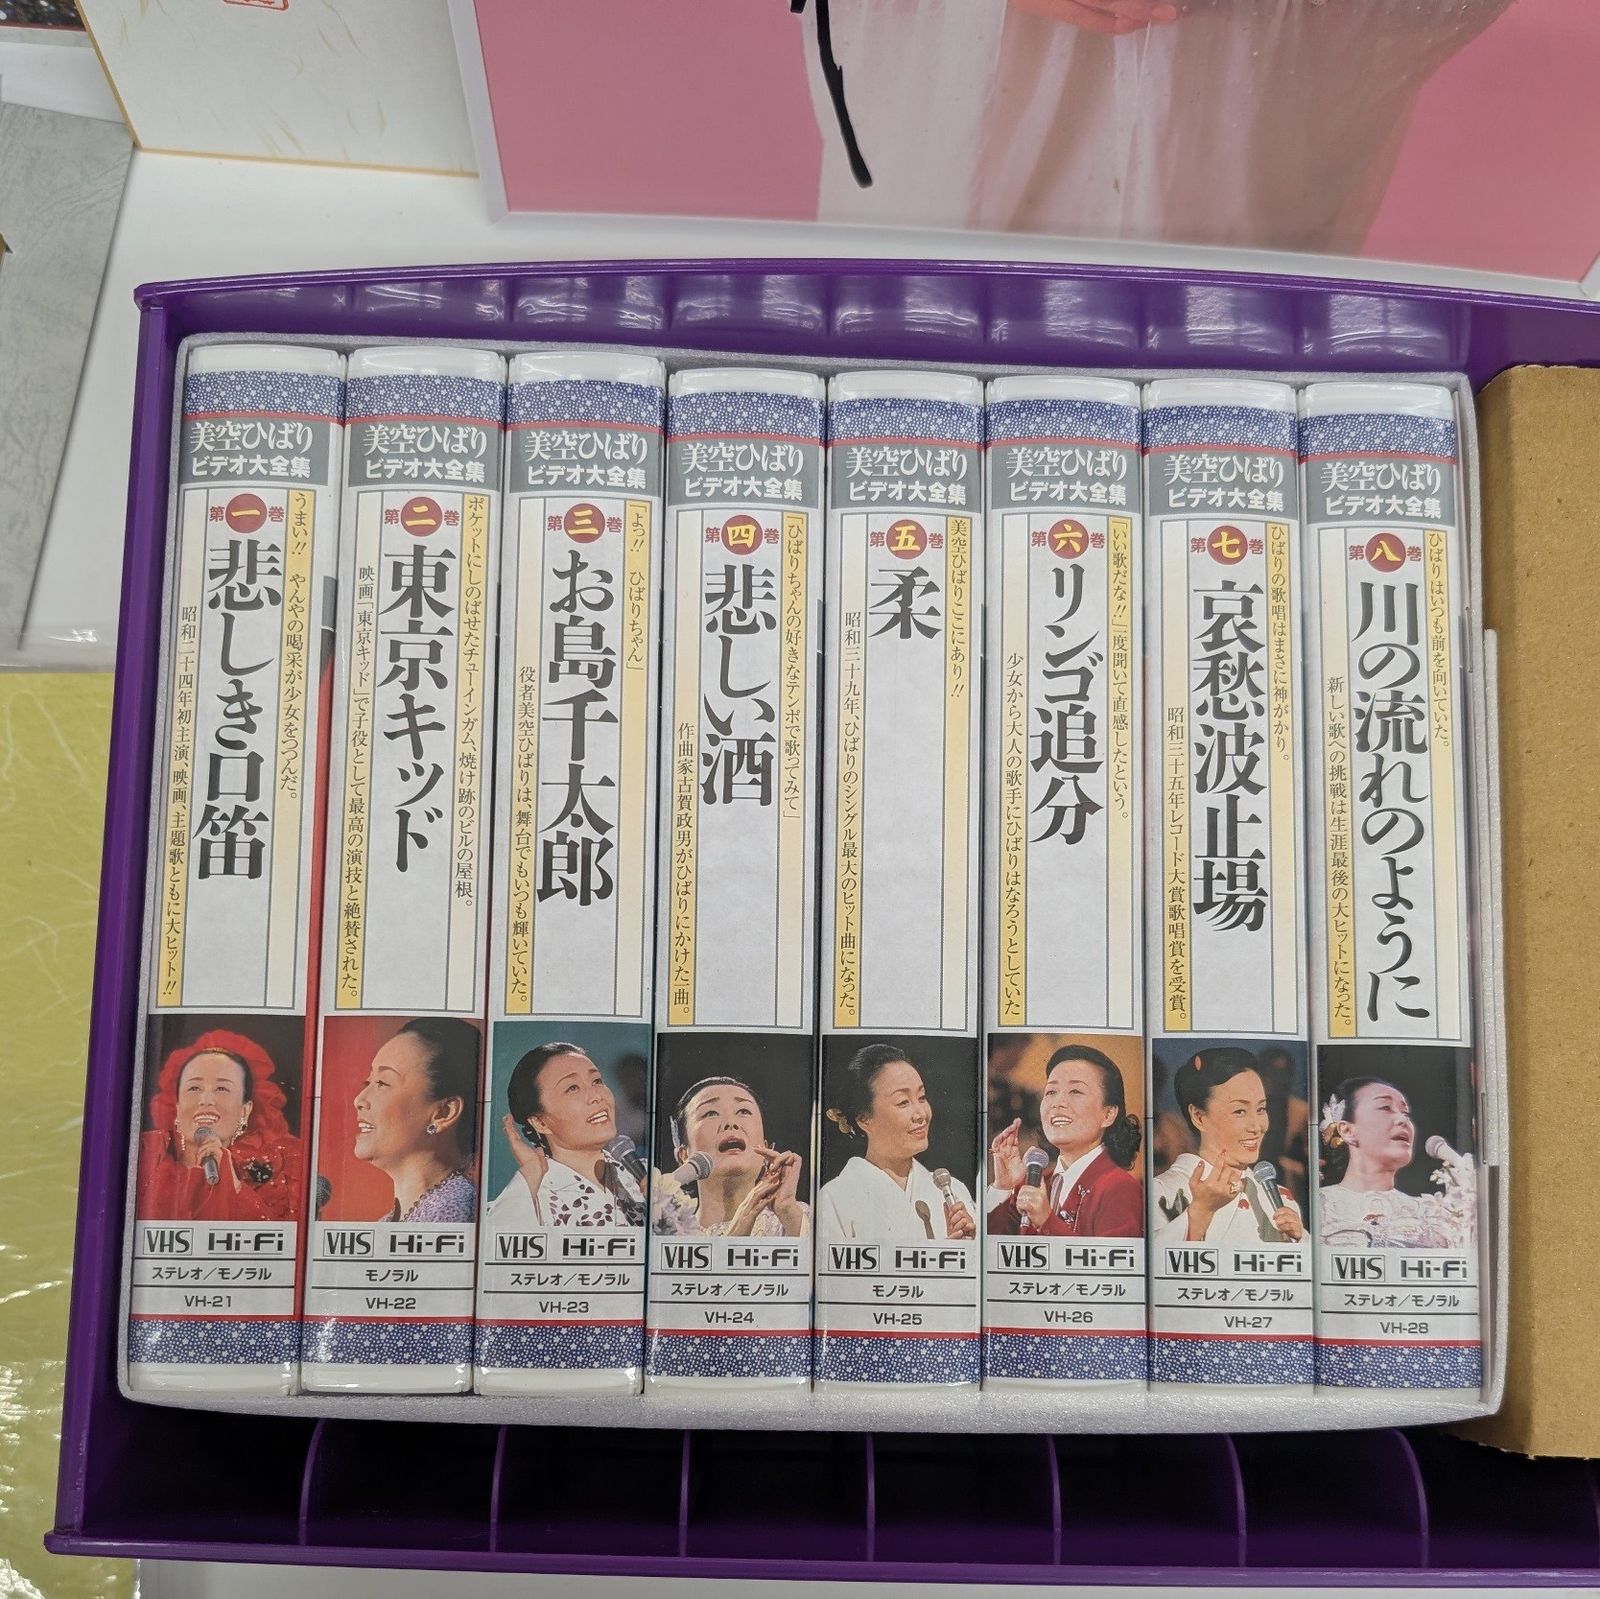 美空ひばり
ビデオ大全集
第一巻
うまい!! やんやの喝采が少女をつつんだ。
悲しき口笛
昭和二十四年初主演、映画、主題歌ともに大ヒット!!
VHS Hi-Fi
ステレオ/モノラル
VH-21
美空ひばり
ビデオ大全集
第二巻
ポケットにしのばせたチューインガム、焼け跡のビルの屋根。
東京キッド
映画「東京キッド」で子役として最高の演技と絶賛された。
VHS Hi-Fi
モノラル
VH-22
美空ひばり
ビデオ大全集
第三巻
「よっ!! ひばりちゃん」
お島千太郎
役者美空ひばりは、舞台でもいつも輝いていた。
VHS Hi-Fi
ステレオ/モノラル
VH-23
美空ひばり
ビデオ大全集
第四巻
「ひばりちゃんの好きなテンポで歌ってみて」
悲しい酒
作曲家古賀政男がひばりにかけた一曲。
VHS Hi-Fi
ステレオ/モノラル
VH-24
美空ひばり
ビデオ大全集
第五巻
美空ひばりここにあり!!
柔
昭和三十九年、ひばりのシングル最大のヒット曲になった。
VHS Hi-Fi
モノラル
VH-25
美空ひばり
ビデオ大全集
第六巻
「いい歌だな!!」一度聞いて直感したという。
リンゴ追分
少女から大人の歌手にひばりはなろうとしていた
VHS Hi-Fi
ステレオ/モノラル
VH-26
美空ひばり
ビデオ大全集
第七巻
ひばりの歌唱はまさに神がかり。
哀愁波止場
昭和三十五年レコード大賞歌唱賞を受賞。
VHS Hi-Fi
ステレオ/モノラル
VH-27
美空ひばり
ビデオ大全集
第八巻
ひばりはいつも前を向いていた。
川の流れのように
新しい歌への挑戦は生涯最後の大ヒットになった。
VHS Hi-Fi
ステレオ/モノラル
VH-28